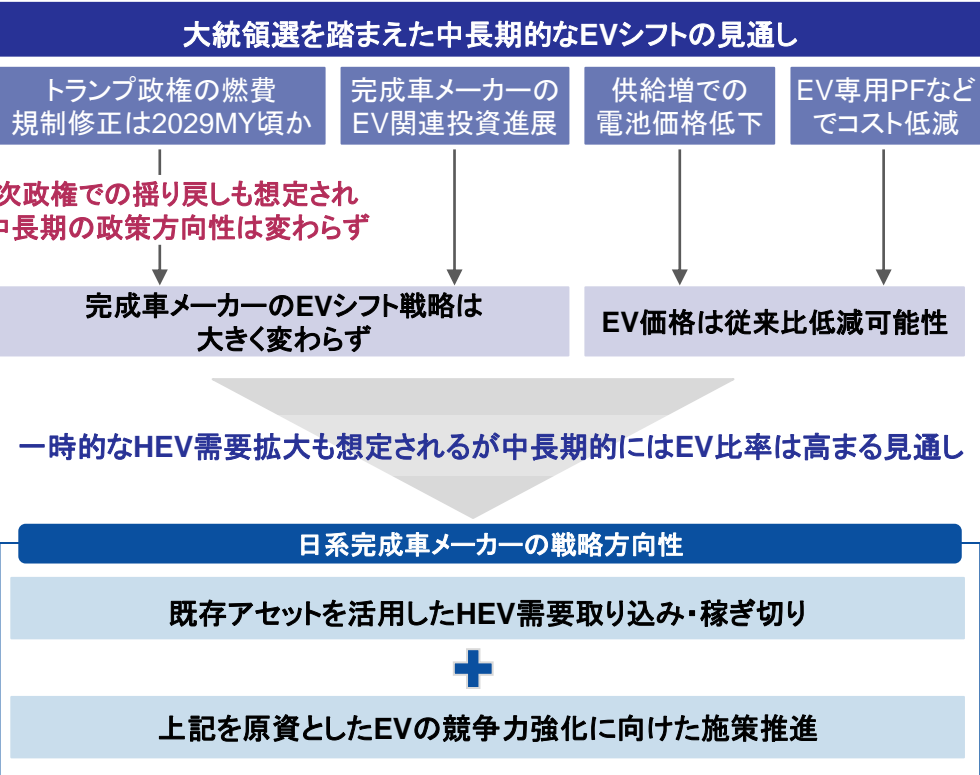 大統領選を踏まえた中長期的なEVシフトの見通し
トランプ政権の燃費
規制修正は2029MY頃か
完成車メーカーの
EV関連投資進展
供給増での
電池価格低下
EV専用PFなど
でコスト低減
次政権での揺り戻しも想定され
中長期の政策方向性は変わらず
完成車メーカーのEVシフト戦略は
大きく変わらず
EV価格は従来比低減可能性
一時的なHEV需要拡大も想定されるが中長期的にはEV比率は高まる見通し
日系完成車メーカーの戦略方向性
既存アセットを活用したHEV需要取り込み・稼ぎ切り
上記を原資としたEVの競争力強化に向けた施策推進